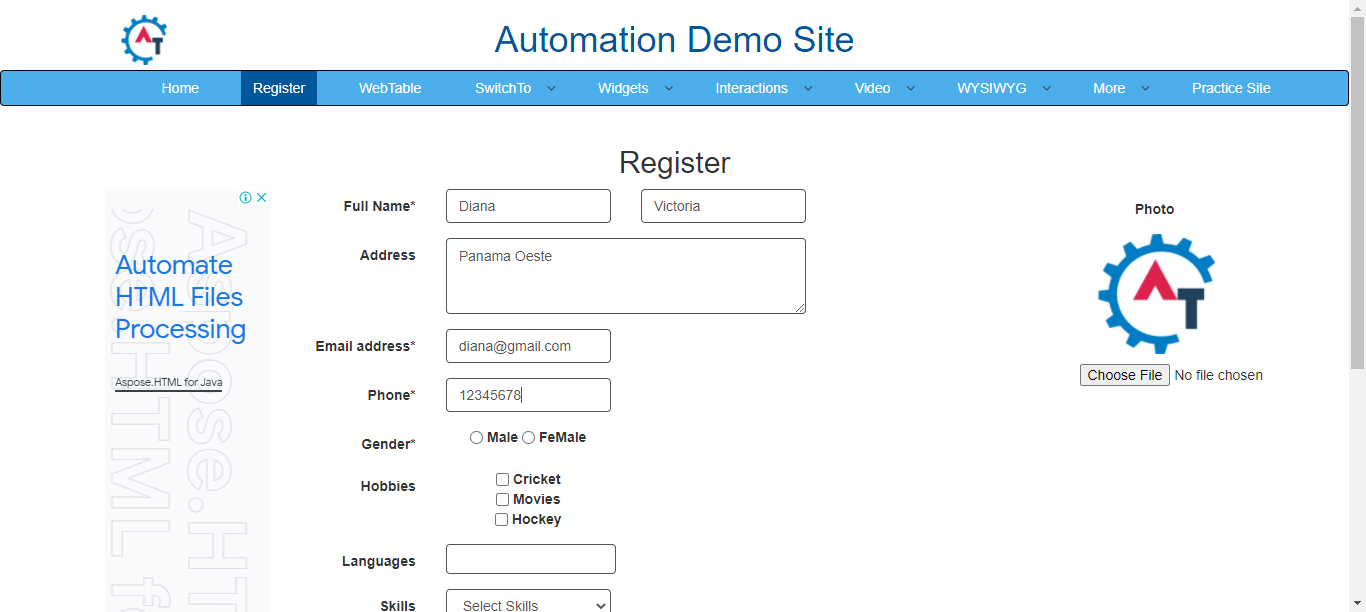 AT
Automation Demo Site
Home Register WebTable SwitchTo Widgets Interactions Video WYSIWYG More Practice Site
Register
Automate
HTML Files
Processing
Aspose.HTML for Java
Full Name* Diana Victoria
Address Panama Oeste
Email address* diana@gmail.com
Phone* 12345678
Gender* Male FeMale
Hobbies Cricket
Movies
Hockey
Languages
Skills Select Skills
Photo
AT
Choose File No file chosen